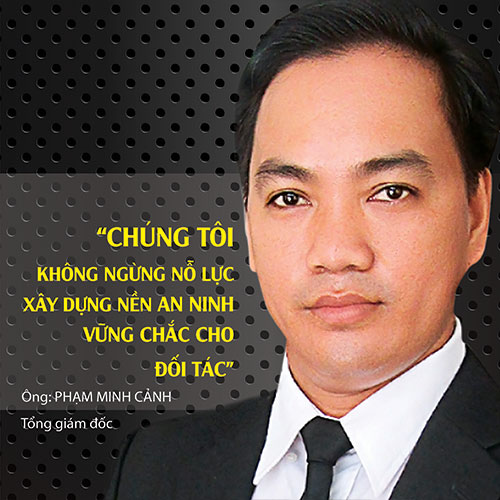 “CHÚNG TÔI
KHÔNG NGỪNG NỖ LỰC
XÂY DỰNG NỀN AN NINH
VỮNG CHẮC CHO
ĐỐI TÁC”
Ông: PHẠM MINH CẢNH
Tổng giám đốc